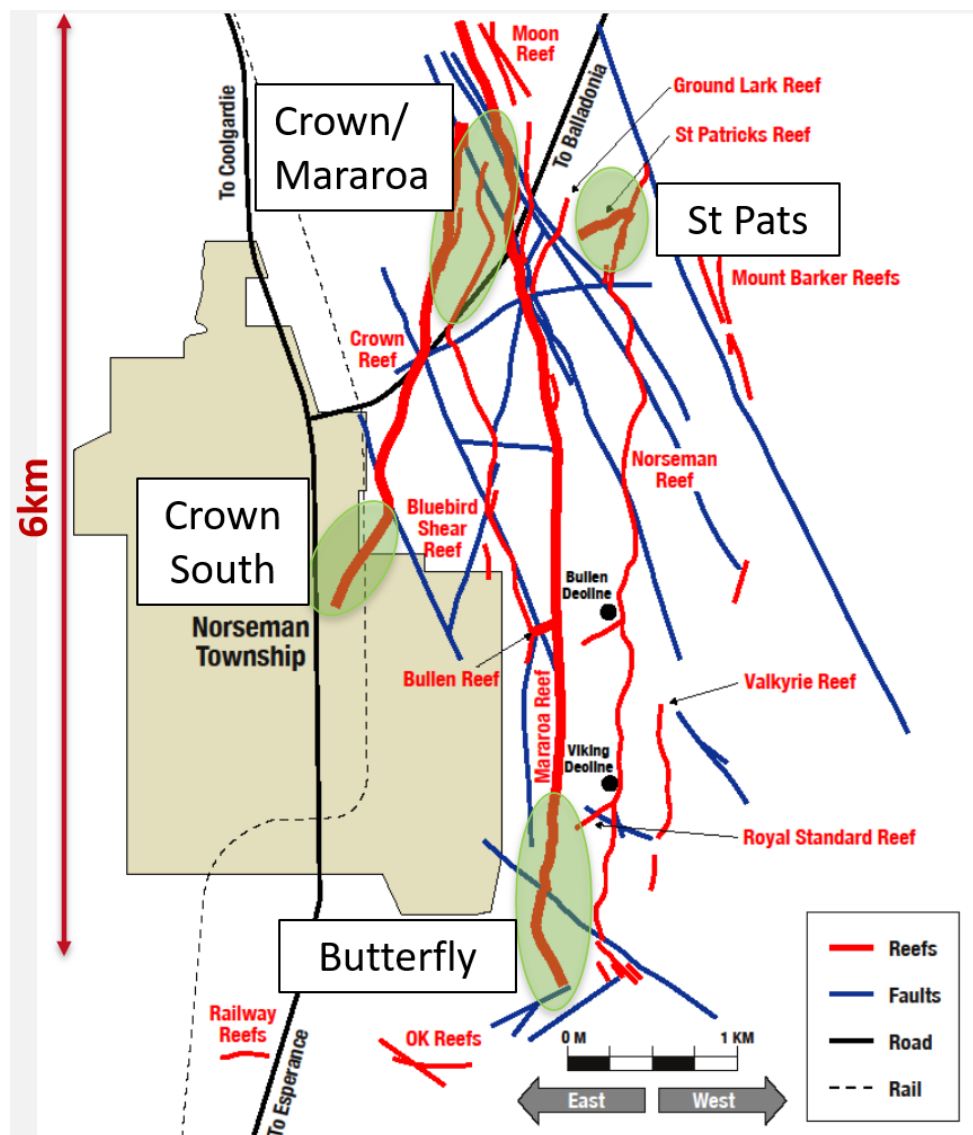 Moon
Reef
Ground Lark Reef
St Patricks Reef
To Coolgardie
Crown/
Mararoa
To Balladonia
St Pats
Mount Barker Reefs
Crown
Reef
6km
Norseman
Reef
Bluebird
Shear
Reef
Crown
South
Bullen
Deoline
Norseman
Township
Bullen Reef
Mararoa Reef
Valkyrie Reef
Viking
Deoline
Royal Standard Reef
Butterfly
Reefs
Faults
Road
Rail
Railway
Reefs
OK Reefs
0 M
1 KM
East
West
To Esperance